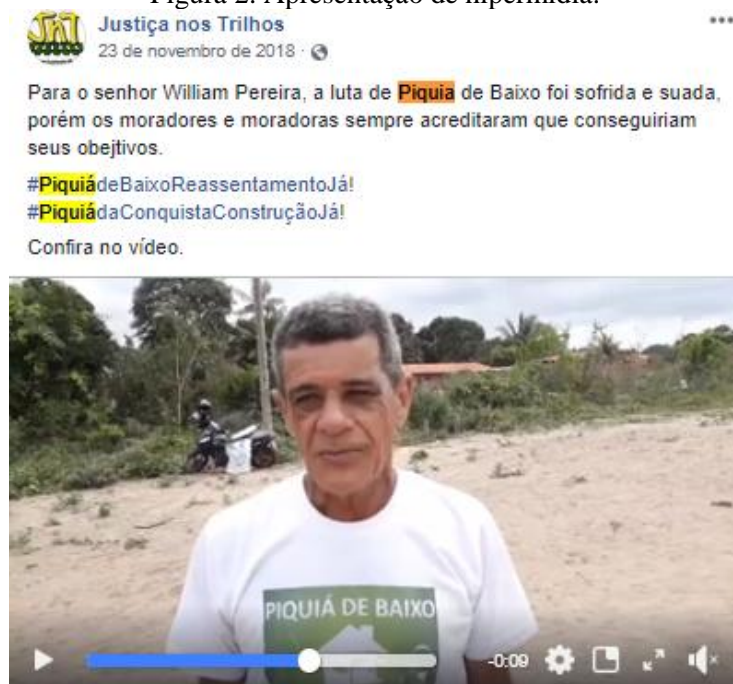 Figura 2: Apresentação de hipermídia.
Justiça nos Trilhos
23 de novembro de 2018 ·
Para o senhor William Pereira, a luta de Piquia de Baixo foi sofrida e suada,
porém os moradores e moradoras sempre acreditaram que conseguiriam
seus obejtivos.
#PiquiádeBaixoReassentamentoJá!
#PiquiádaConquistaConstruçãoJá!
Confira no vídeo.
PIQUIÁ DE BAIXO
-0:09